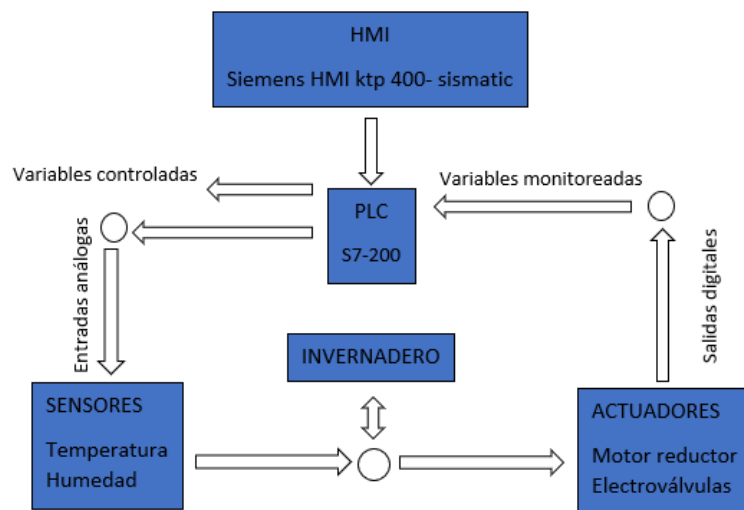 HMI
Siemens HMI ktp 400- sismatic
Variables controladas
Variables monitoreadas
PLC
S7-200
Entradas análogas
Salidas digitales
INVERNADERO
SENSORES
Temperatura
Humedad
ACTUADORES
Motor reductor
Electroválvulas